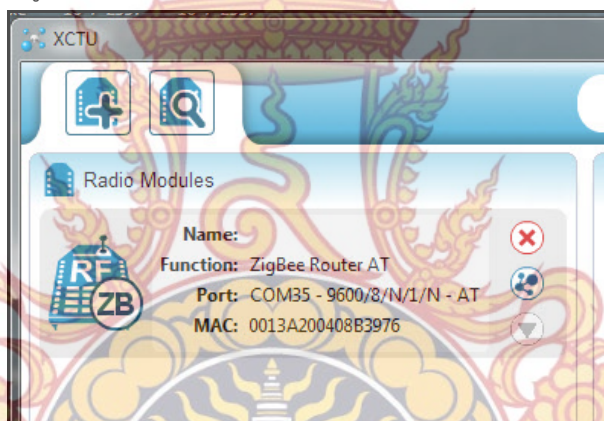 XCTU
Radio Modules
Name:
Function: ZigBee Router AT
Port: COM35 - 9600/8/N/1/N - AT
MAC: 0013A200408B3976
RF
ZB